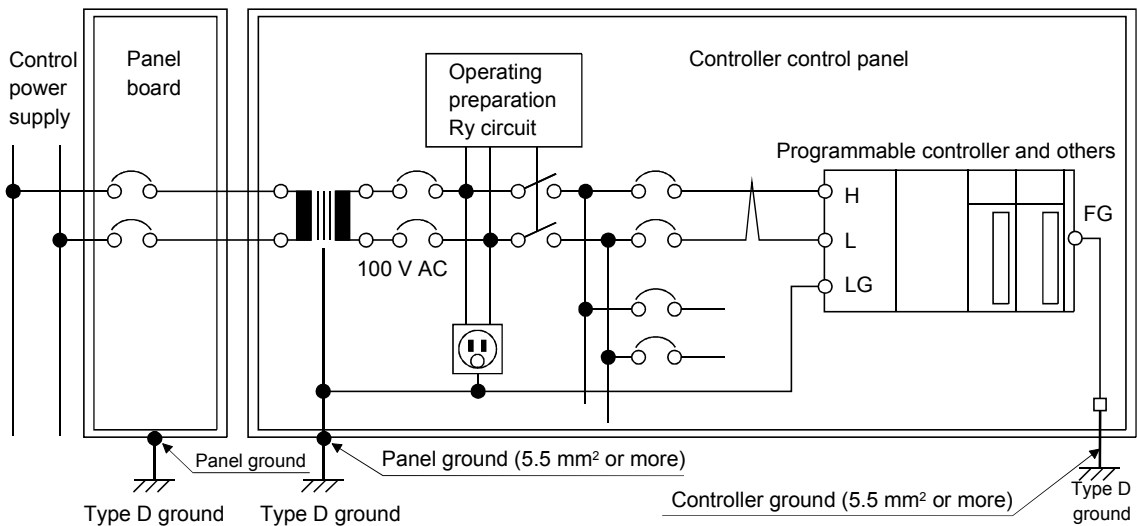 Control
power
supply
Panel
board
Operating
preparation
Ry circuit
Controller control panel
Programmable controller and others
H
L
LG
FG
100 V AC
Panel ground
Panel ground (5.5 mm² or more)
Controller ground (5.5 mm² or more)
Type D ground
Type D ground
Type D
ground